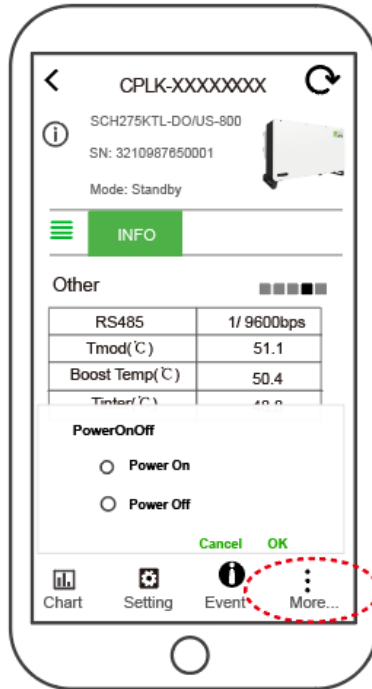 CPLK-XXXXXXXX
SCH275KTL-DO/US-800
SN: 3210987650001
Mode: Standby
INFO
Other
RS485 1/ 9600bps
Tmod(℃) 51.1
Boost Temp(℃) 50.4
Tinter(℃)
PowerOnOff
Power On
Power Off
Cancel OK
Chart Setting Event More...